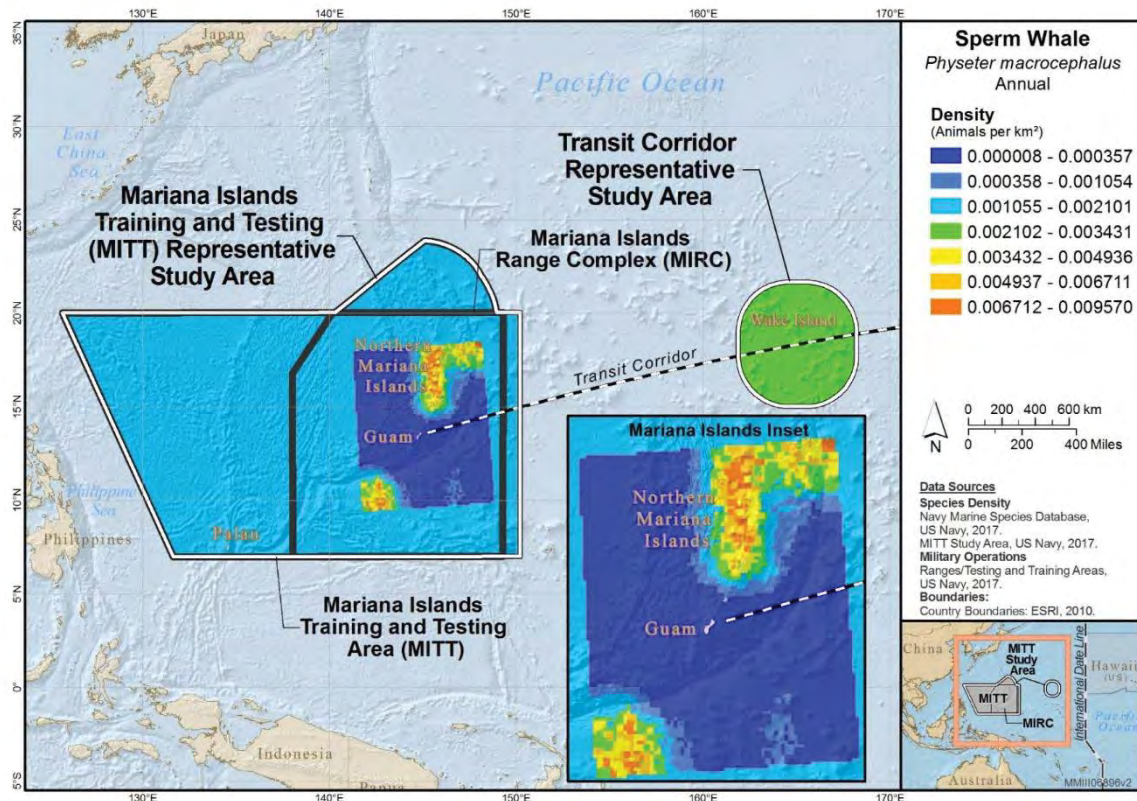 130°E
140°E
150°E
160°E
170°E
35°N
30°N
25°N
20°N
15°N
10°N
5°N
0°
5°S
Japan
Pacific Ocean
East
China
Sea
Transit Corridor
Representative
Study Area
Mariana Islands
Training and Testing
(MITT) Representative
Study Area
Mariana Islands
Range Complex (MIRC)
Wake Island
Transit Corridor
Northern
Mariana
Islands
Guam
Philippine
Sea
Philippines
Palau
Mariana Islands
Training and Testing
Area (MITT)
Indonesia
Papua
Mariana Islands Inset
Northern
Mariana
Islands
Guam
130°E
140°E
150°E
160°E
170°E
Sperm Whale
Physeter macrocephalus
Annual
Density
(Animals per km²)
0.000008 - 0.000357
0.000358 - 0.001054
0.001055 - 0.002101
0.002102 - 0.003431
0.003432 - 0.004936
0.004937 - 0.006711
0.006712 - 0.009570
N
0 200 400 600 km
0 200 400 Miles
Data Sources
Species Density
Navy Marine Species Database,
US Navy, 2017.
MITT Study Area, US Navy, 2017.
Military Operations
Ranges/Testing and Training Areas,
US Navy, 2017.
Boundaries:
Country Boundaries: ESRI, 2010.
China
MITT
Study
Area
MITT
MIRC
International Date Line
Hawaii
(US)
Pacific
Ocean
Australia